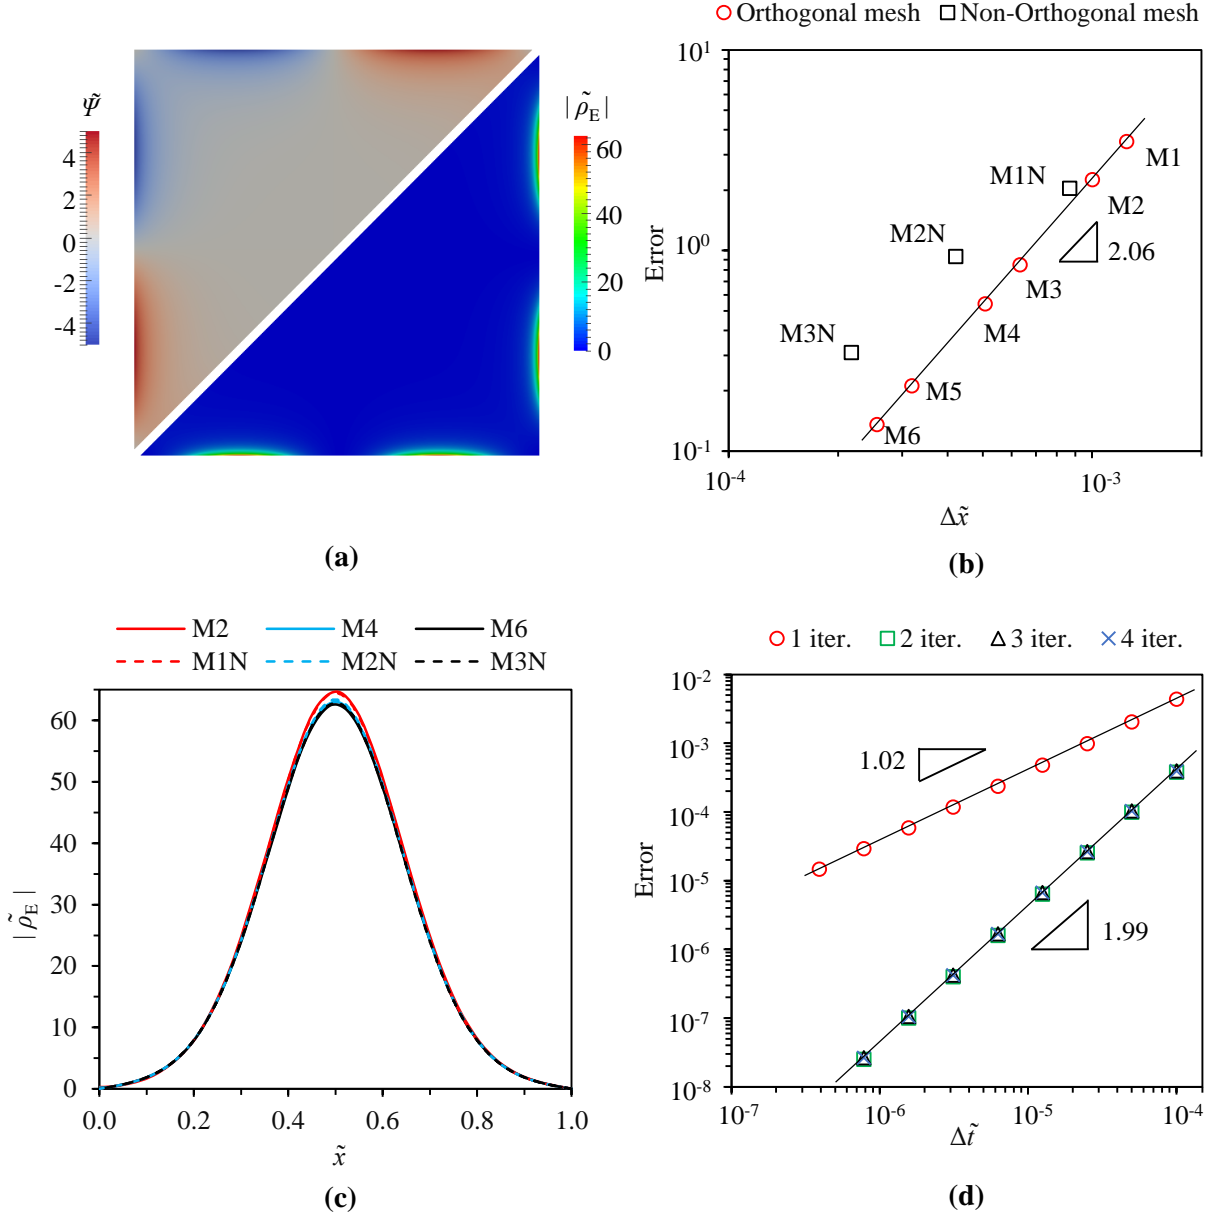 Ψ̃
4
2
0
-2
-4
|ρ̃E|
60
40
20
0
(a)
Orthogonal mesh Non-Orthogonal mesh
10^1
10^0
10^-1
Error
M1N
M1
M2N
M2
2.06
M3
M3N
M4
M5
M6
10^-4 10^-3
Δx̃
(b)
M2 M4 M6
M1N M2N M3N
60
50
40
30
20
10
0
|ρ̃E|
0.0 0.2 0.4 0.6 0.8 1.0
x̃
(c)
1 iter. 2 iter. 3 iter. 4 iter.
10^-2
10^-3
10^-4
10^-5
10^-6
10^-7
10^-8
Error
1.02
1.99
10^-7 10^-6 10^-5 10^-4
Δt̃
(d)